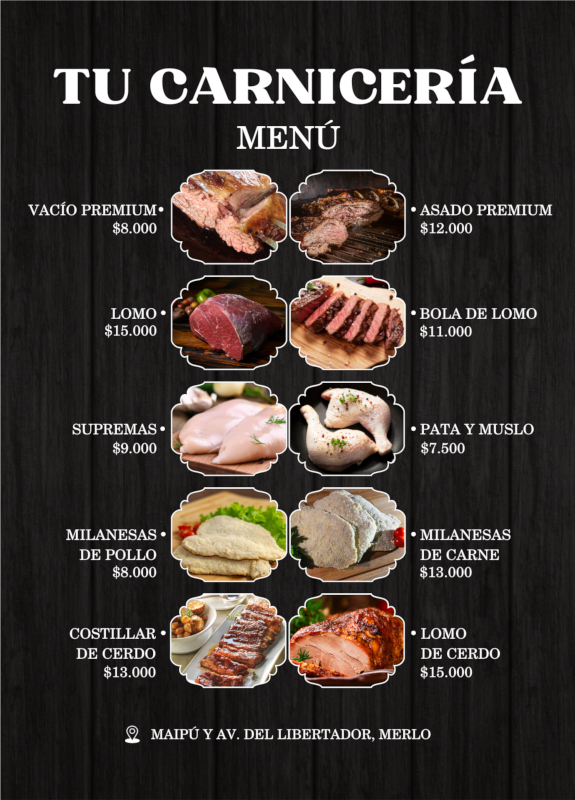 TU CARNICERÍA
MENÚ
VACÍO PREMIUM•
$8.000
• ASADO PREMIUM
$12.000
LOMO •
$15.000
• BOLA DE LOMO
$11.000
SUPREMAS •
$9.000
• PATA Y MUSLO
$7.500
MILANESAS •
DE POLLO
$8.000
• MILANESAS
DE CARNE
$13.000
COSTILLAR •
DE CERDO
$13.000
• LOMO
DE CERDO
$15.000
MAIPÚ Y AV. DEL LIBERTADOR, MERLO